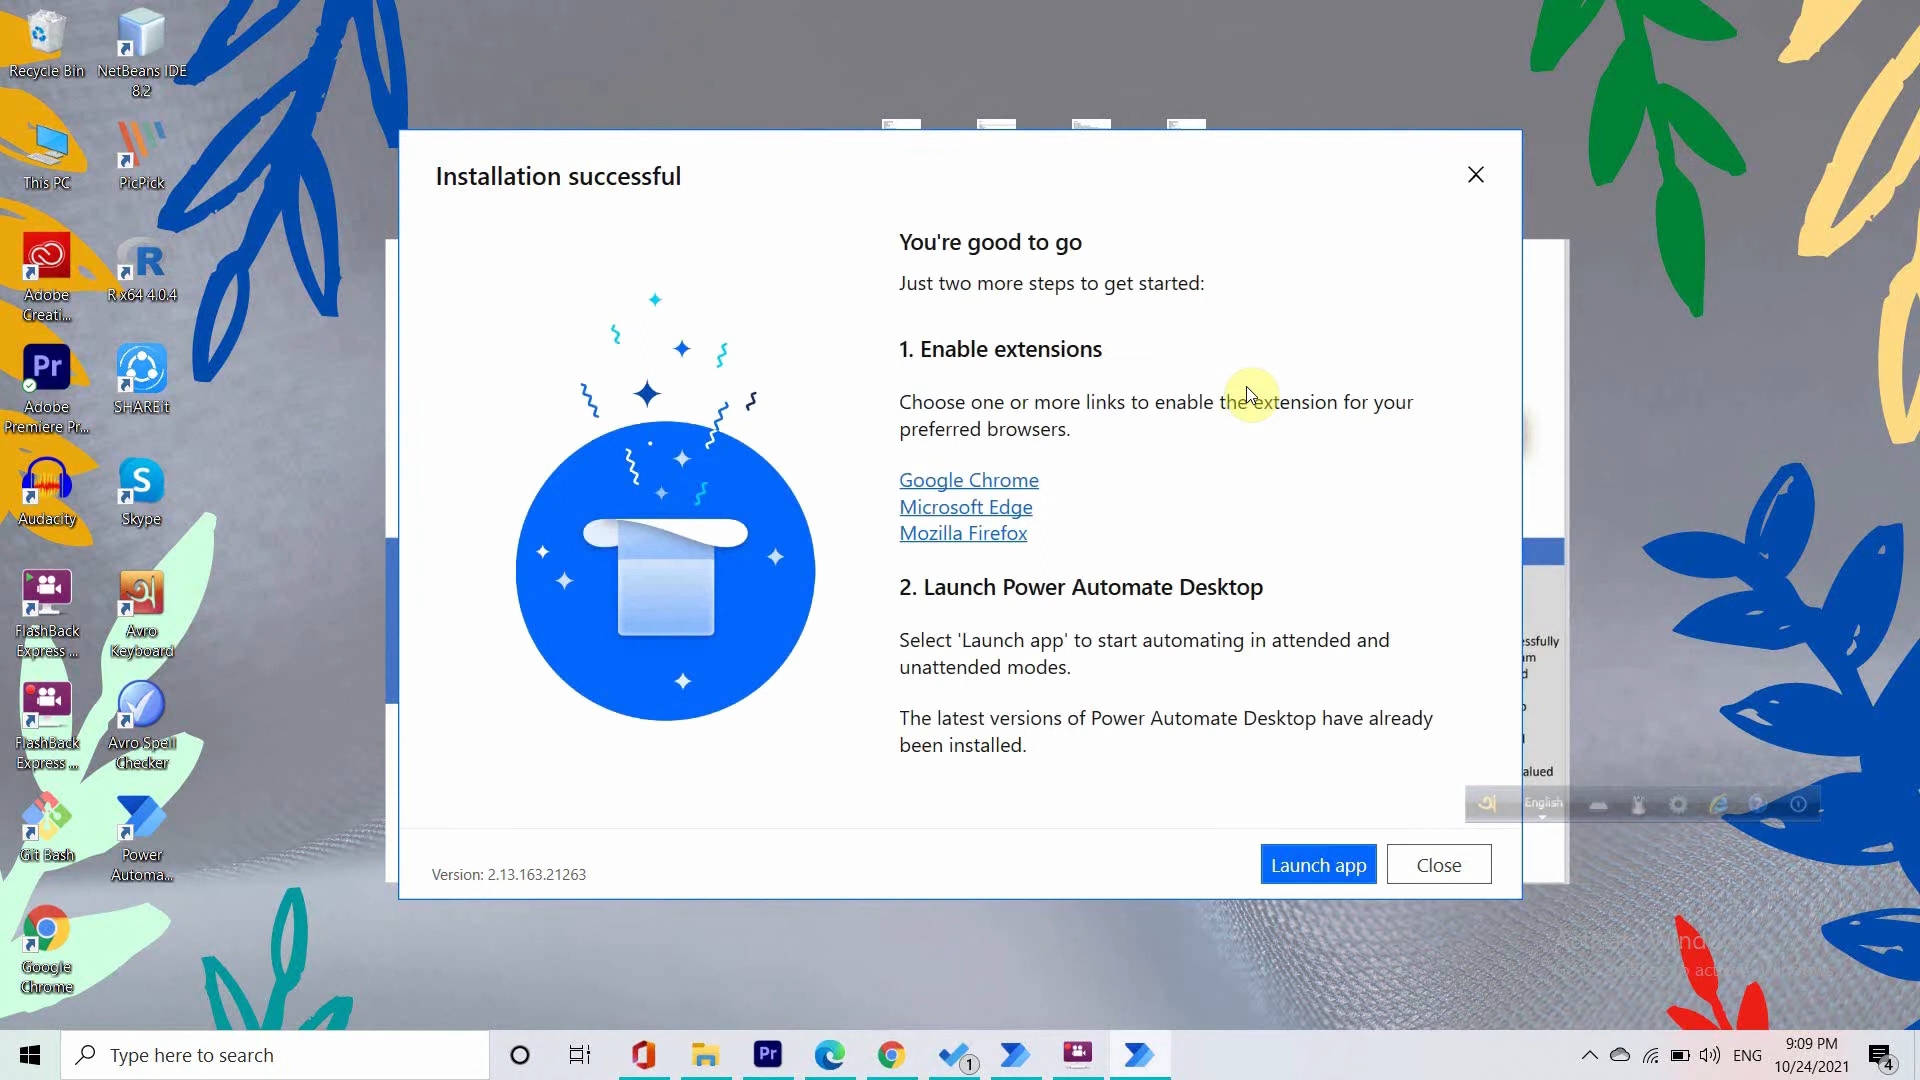 Recycle Bin
NetBeans IDE
8.2
This PC
PicPick
Adobe
Creati...
R x64 4.0.4
Adobe
Premiere Pr...
SHAREit
Audacity
Skype
FlashBack
Express ...
Avro
Keyboard
FlashBack
Express ...
Avro Spell
Checker
Git Bash
Power
Automa...
Google
Chrome
Installation successful
You're good to go
Just two more steps to get started:
1. Enable extensions
Choose one or more links to enable the extension for your
preferred browsers.
Google Chrome
Microsoft Edge
Mozilla Firefox
2. Launch Power Automate Desktop
Select 'Launch app' to start automating in attended and
unattended modes.
The latest versions of Power Automate Desktop have already
been installed.
Version: 2.13.163.21263
Launch app
Close
English
Type here to search
Pr
1
ENG
9:09 PM
10/24/2021
4